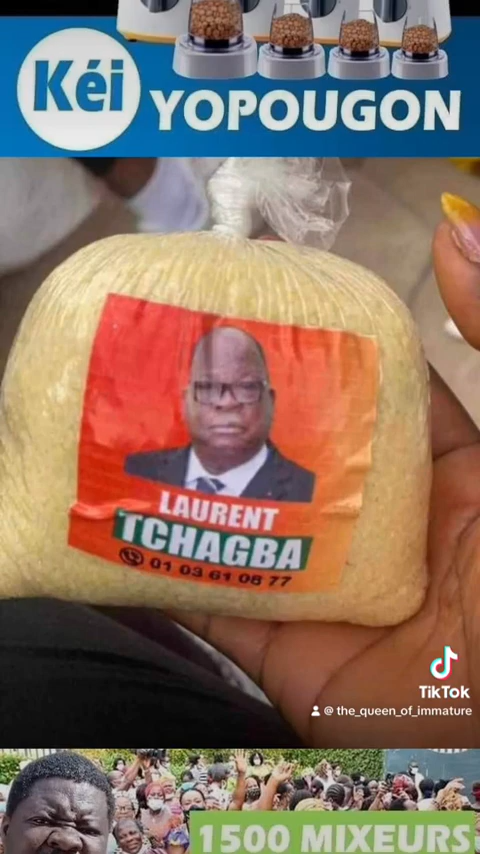 Kéi
YOPOUGON
LAURENT
TCHAGBA
01 03 61 08 77
TikTok
@ the_queen_of_immature
1500 MIXEURS